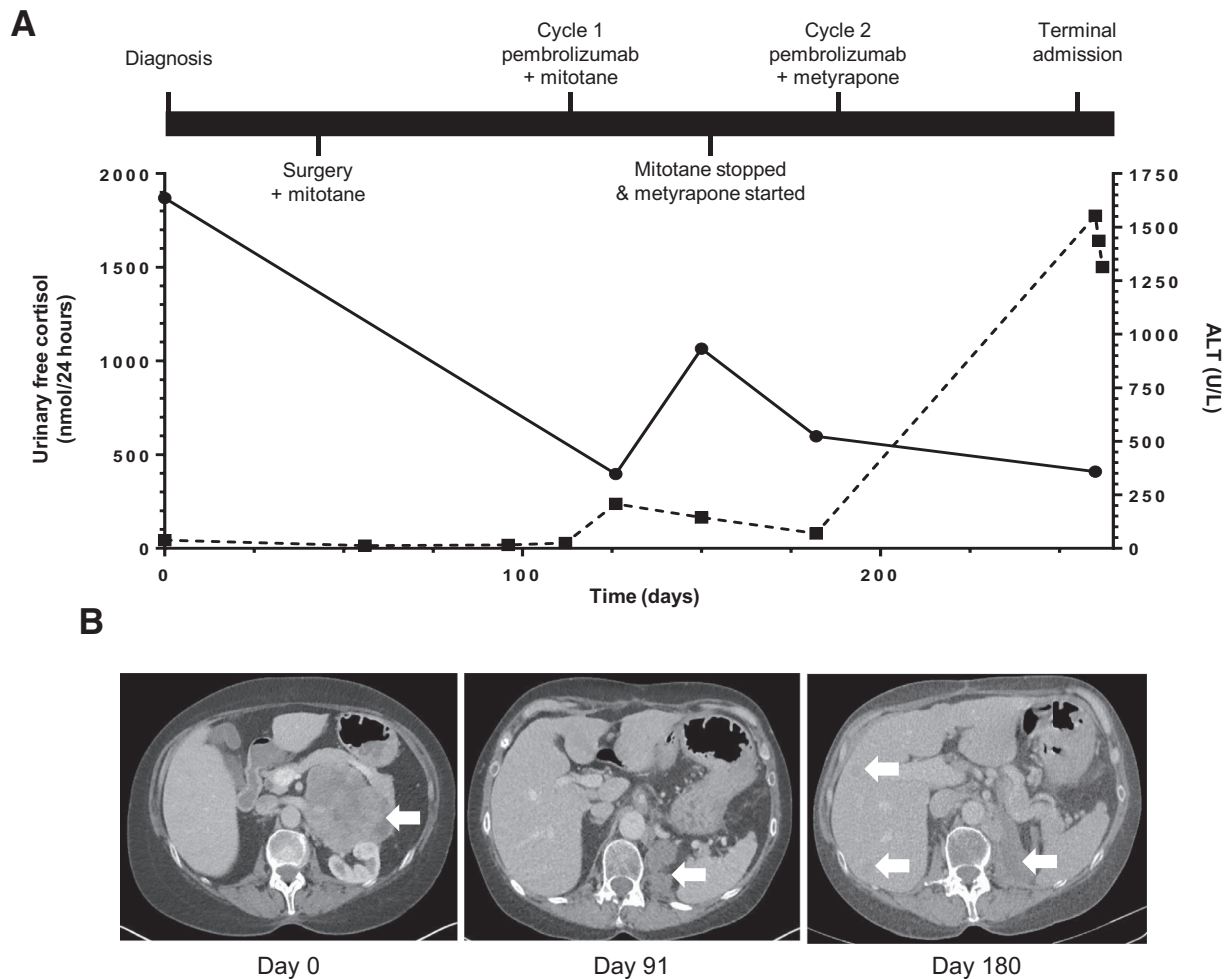 A
Diagnosis
Cycle 1
pembrolizumab
+ mitotane
Cycle 2
pembrolizumab
+ metyrapone
Terminal
admission
Surgery
+ mitotane
Mitotane stopped
& metyrapone started
Urinary free cortisol
(nmol/24 hours)
2000
1500
1000
500
0
1750
1500
1250
1000
750
500
250
0
ALT (U/L)
0
100
200
Time (days)
B
Day 0
Day 91
Day 180